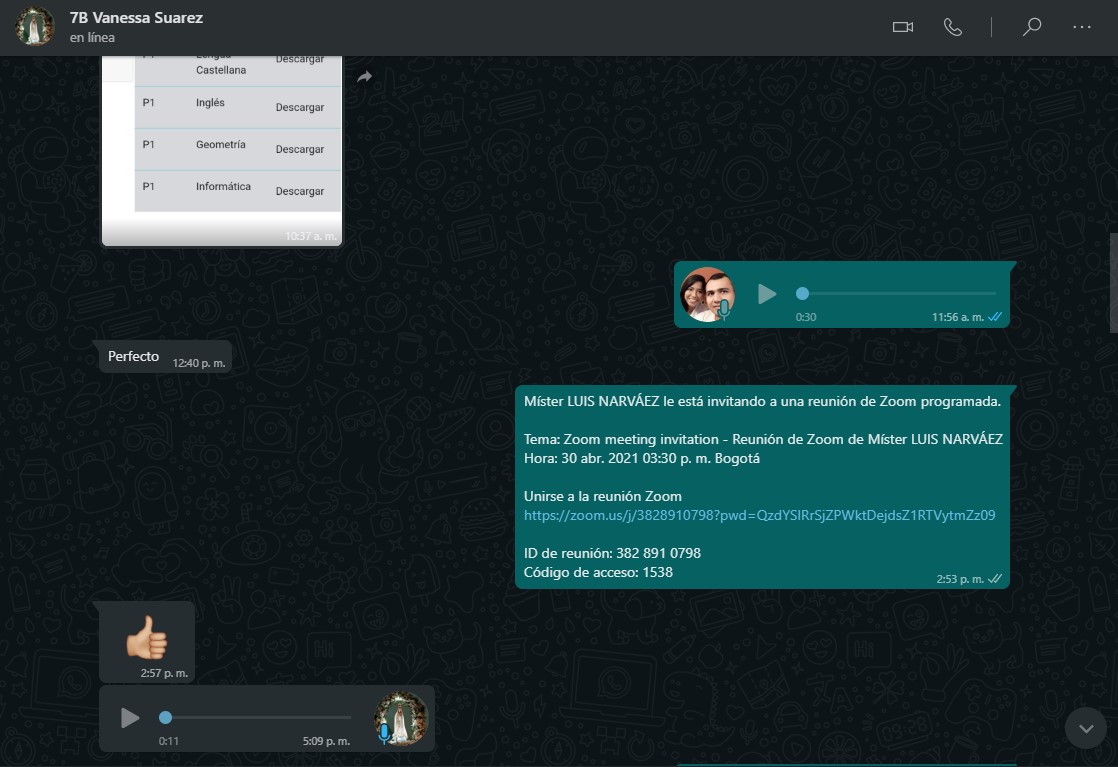 7B Vanessa Suarez
en línea
Castellana
Descargar
P1 Inglés Descargar
P1 Geometría Descargar
P1 Informática Descargar
10:37 a. m.
0:30 11:56 a. m.
Perfecto 12:40 p. m.
Míster LUIS NARVÁEZ le está invitando a una reunión de Zoom programada.
Tema: Zoom meeting invitation - Reunión de Zoom de Míster LUIS NARVÁEZ
Hora: 30 abr. 2021 03:30 p. m. Bogotá
Unirse a la reunión Zoom
https://zoom.us/j/3828910798?pwd=QzdYSlRrSjZPWktDejdsZ1RTVytmZz09
ID de reunión: 382 891 0798
Código de acceso: 1538
2:53 p. m.
2:57 p. m.
0:11 5:09 p. m.